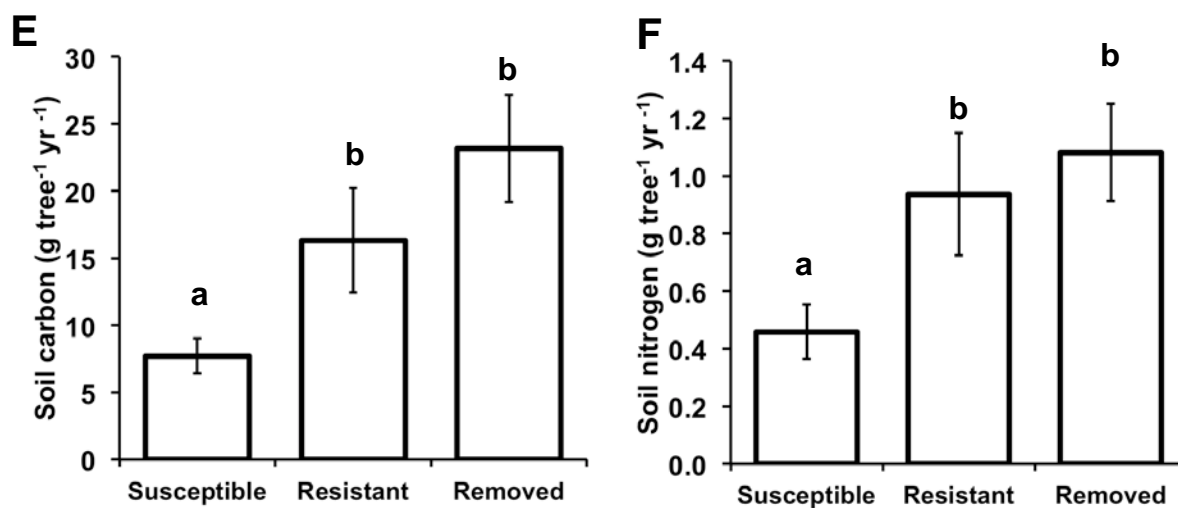 E
Soil carbon (g tree⁻¹ yr ⁻¹)
30
25
20
15
10
5
0
a
b
b
Susceptible Resistant Removed
F
Soil nitrogen (g tree⁻¹ yr ⁻¹)
1.4
1.2
1.0
0.8
0.6
0.4
0.2
0.0
a
b
b
Susceptible Resistant Removed